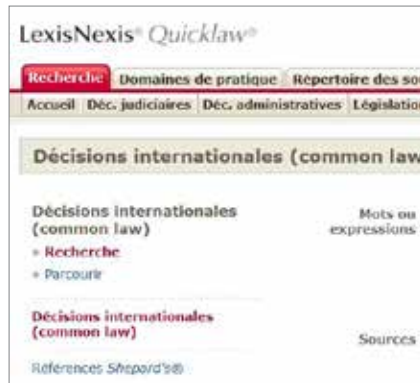 LexisNexis® Quicklaw®
Recherche Domaines de pratique Répertoire des sou
Accueil Déc. judiciaires Déc. administratives Législatio
Décisions internationales (common law
Décisions internationales
(common law)
» Recherche
» Parcourir
Mots ou
expressions
Décisions internationales
(common law)
Sources
Références Shepard's®